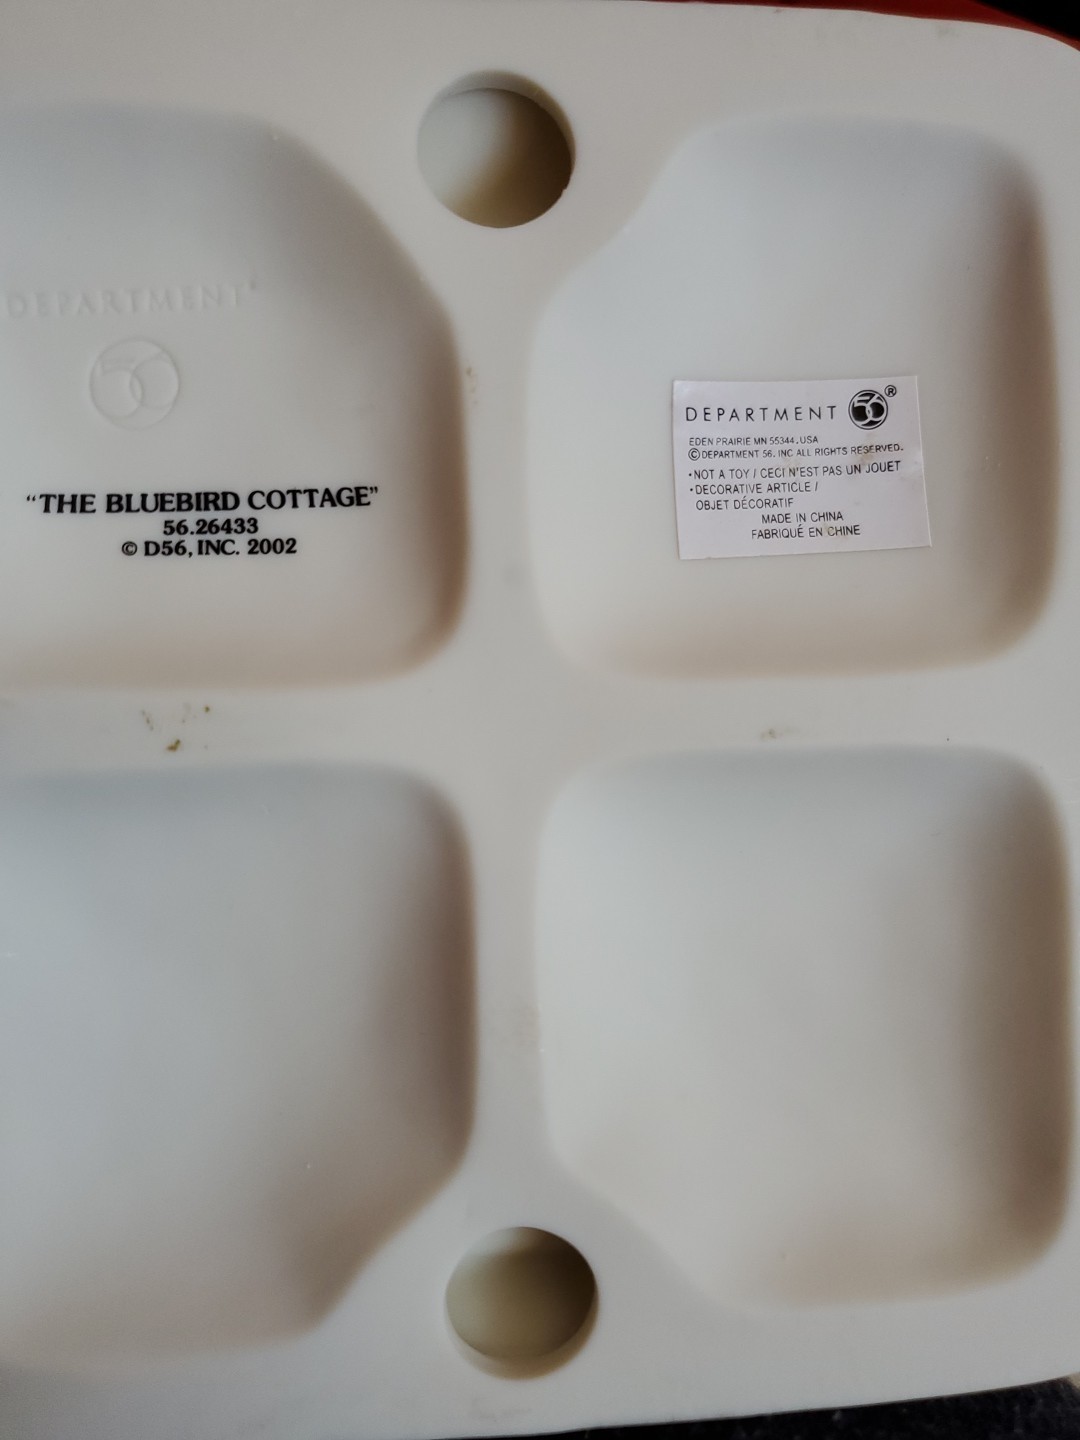 DEPARTMENT
56
"THE BLUEBIRD COTTAGE"
56.26433
© D56, INC. 2002
DEPARTMENT 56®
EDEN PRAIRIE MN 55344.USA
©DEPARTMENT 56. INC ALL RIGHTS RESERVED.
•NOT A TOY / CECI N'EST PAS UN JOUET
•DECORATIVE ARTICLE /
OBJET DÉCORATIF
MADE IN CHINA
FABRIQUÉ EN CHINE